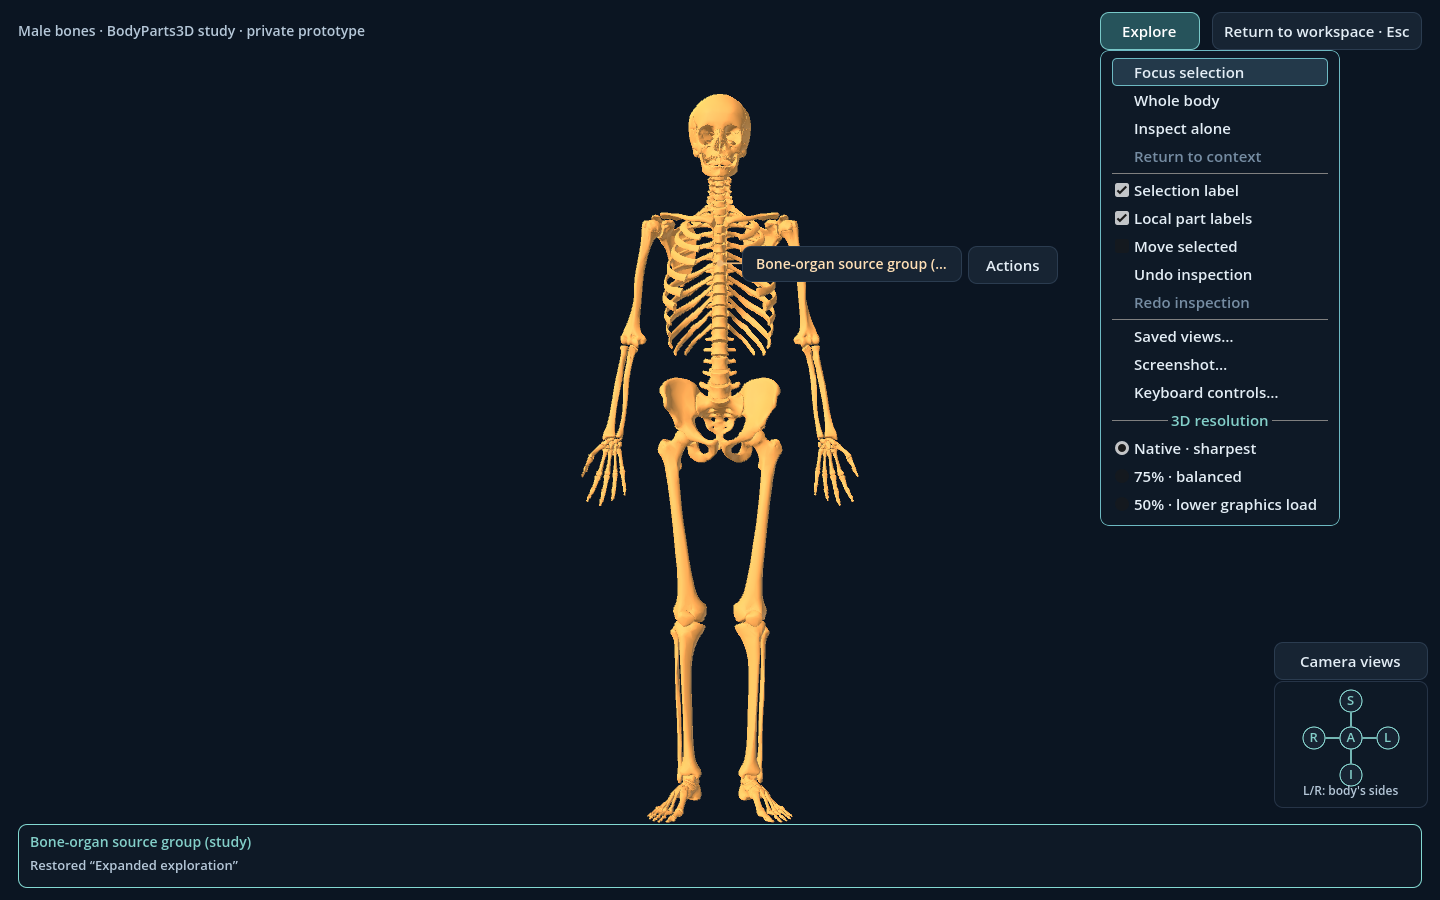 Male bones · BodyParts3D study · private prototype
Explore
Return to workspace · Esc
Focus selection
Whole body
Inspect alone
Return to context
Selection label
Local part labels
Move selected
Undo inspection
Redo inspection
Saved views...
Screenshot...
Keyboard controls...
3D resolution
Native · sharpest
75% · balanced
50% · lower graphics load
Bone-organ source group (...
Actions
Camera views
S
R A L
I
L/R: body's sides
Bone-organ source group (study)
Restored “Expanded exploration”